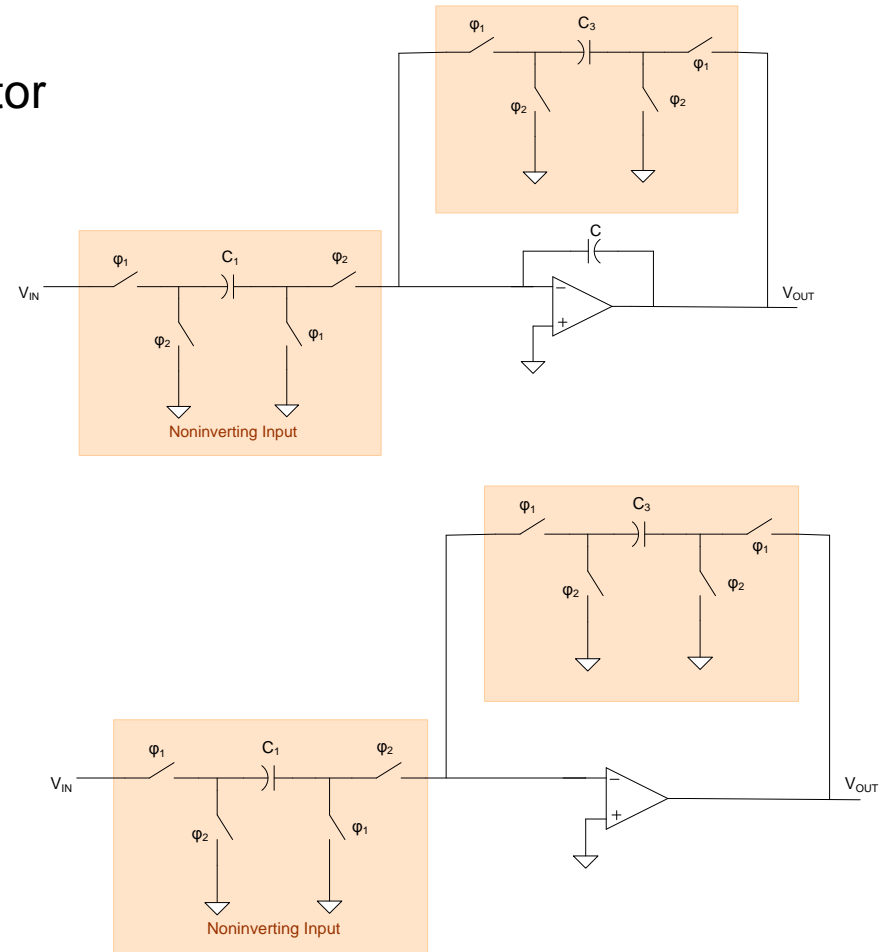 tor
φ₁ C₃
φ₁
φ₂ φ₂
C
φ₁ C₁ φ₂
V_IN V_OUT
φ₂ φ₁
− +
Noninverting Input
φ₁ C₃
φ₁
φ₂ φ₂
φ₁ C₁ φ₂
V_IN V_OUT
φ₂ φ₁
− +
Noninverting Input